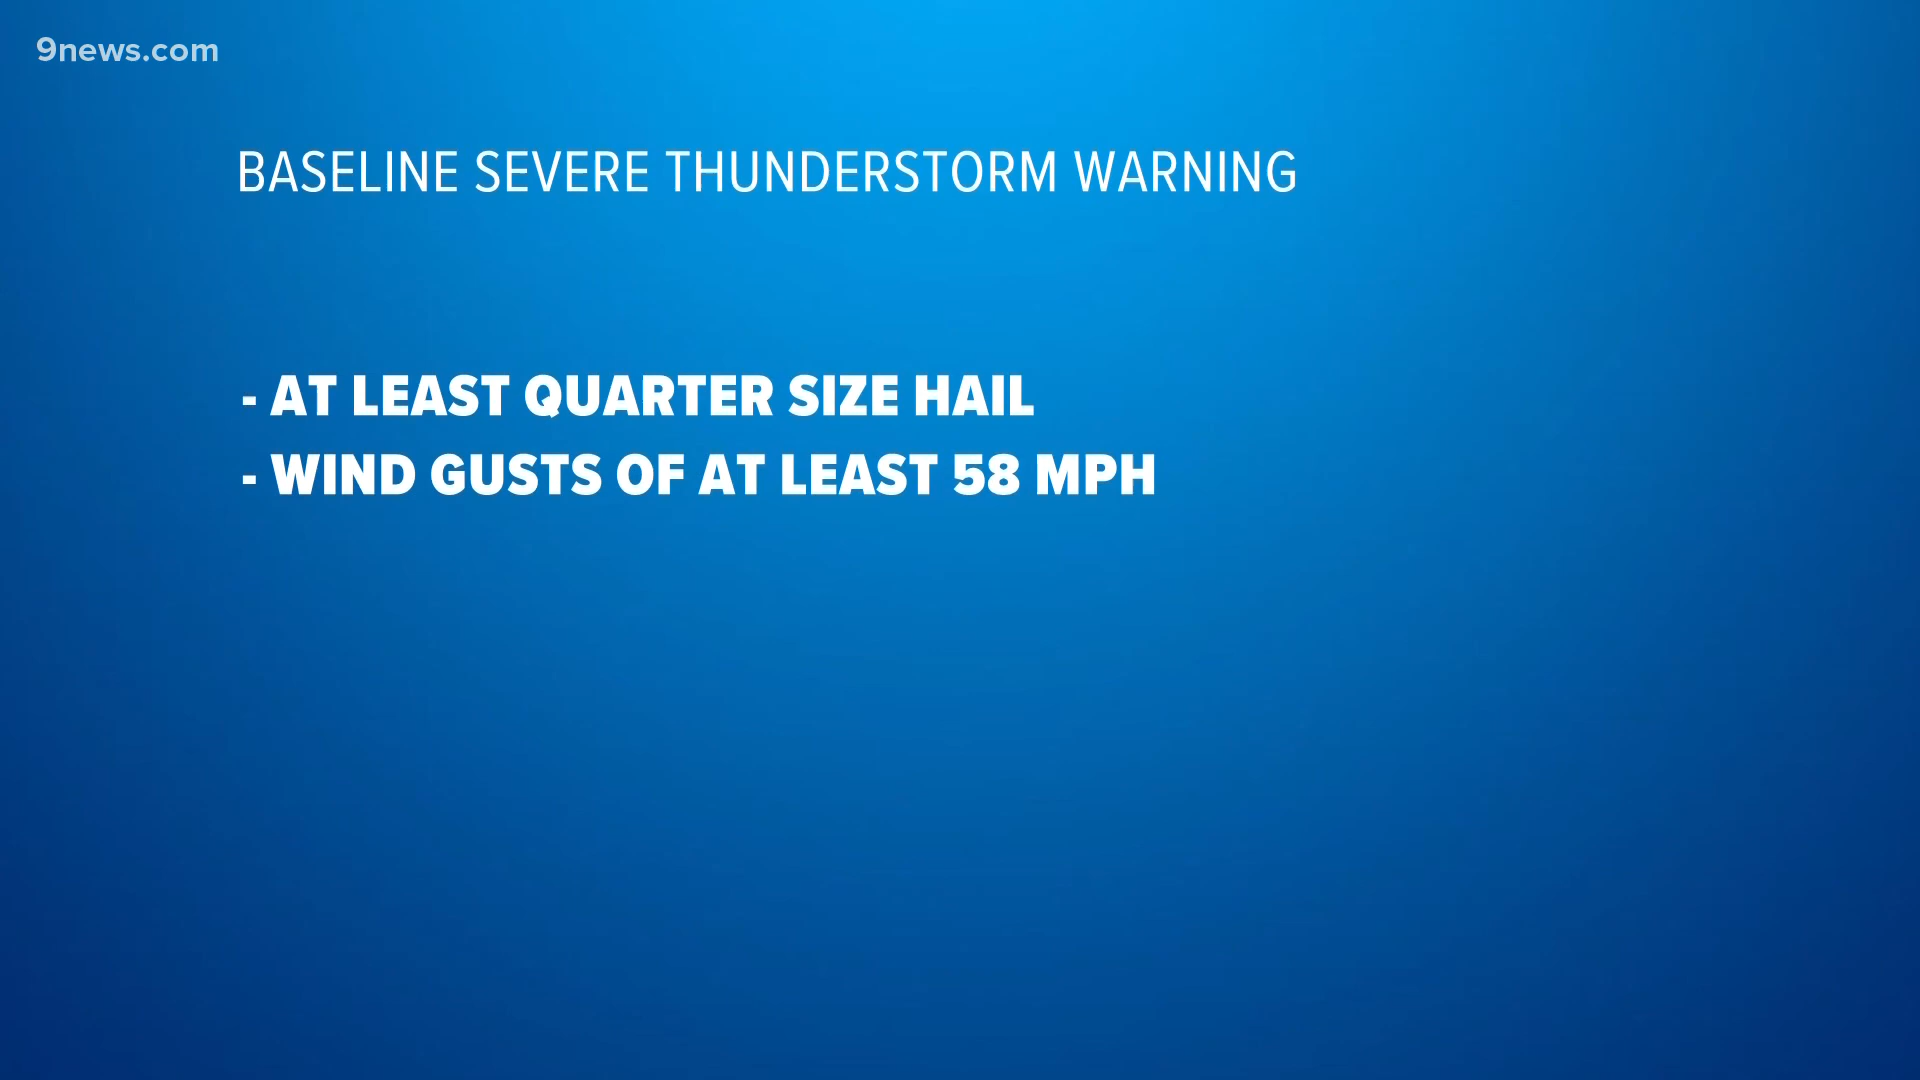 9news.com
BASELINE SEVERE THUNDERSTORM WARNING
- AT LEAST QUARTER SIZE HAIL
- WIND GUSTS OF AT LEAST 58 MPH